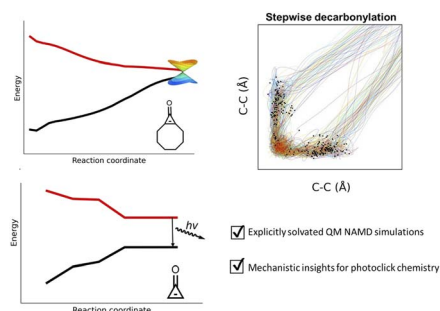 Stepwise decarbonylation
Energy
O
Reaction coordinate
C-C (Å)
C-C (Å)
Energy
hν
O
Reaction coordinate
Explicitly solvated QM NAMD simulations
Mechanistic insights for photoclick chemistry